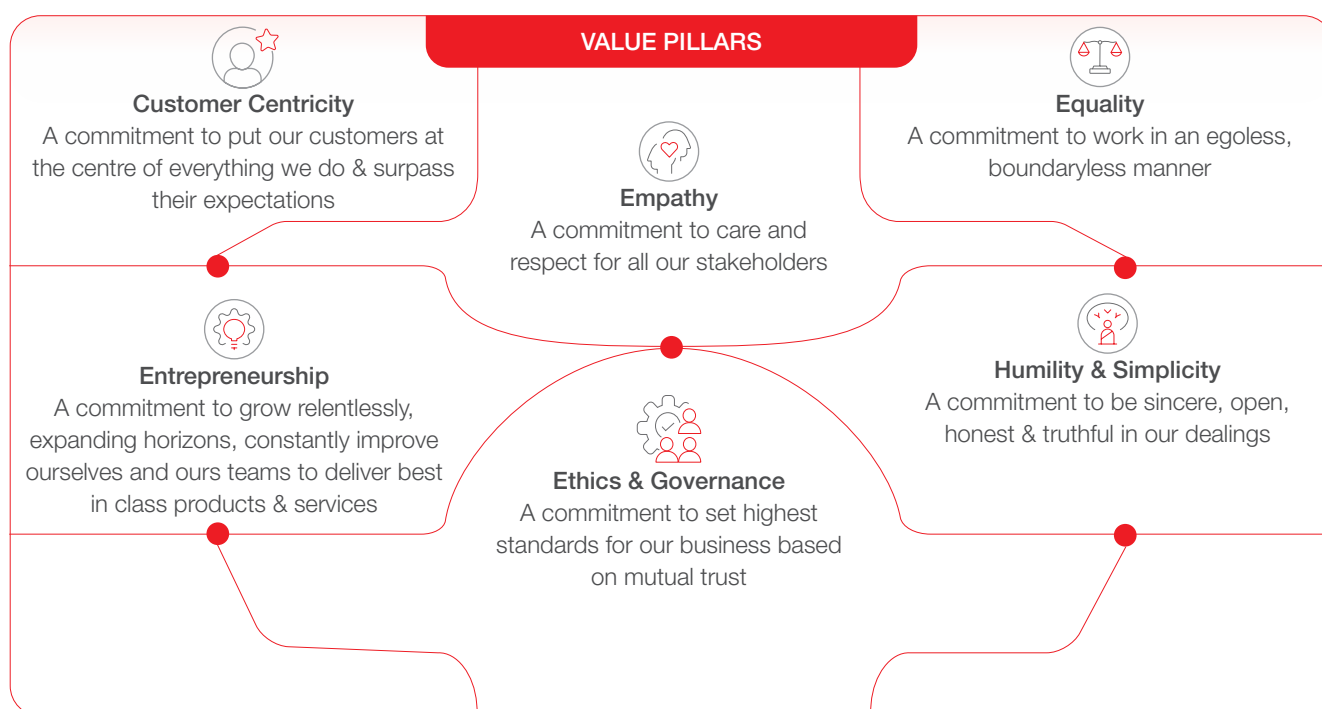 VALUE PILLARS
Customer Centricity
A commitment to put our customers at
the centre of everything we do & surpass
their expectations
Empathy
A commitment to care and
respect for all our stakeholders
Equality
A commitment to work in an egoless,
boundaryless manner
Entrepreneurship
A commitment to grow relentlessly,
expanding horizons, constantly improve
ourselves and ours teams to deliver best
in class products & services
Ethics & Governance
A commitment to set highest
standards for our business based
on mutual trust
Humility & Simplicity
A commitment to be sincere, open,
honest & truthful in our dealings